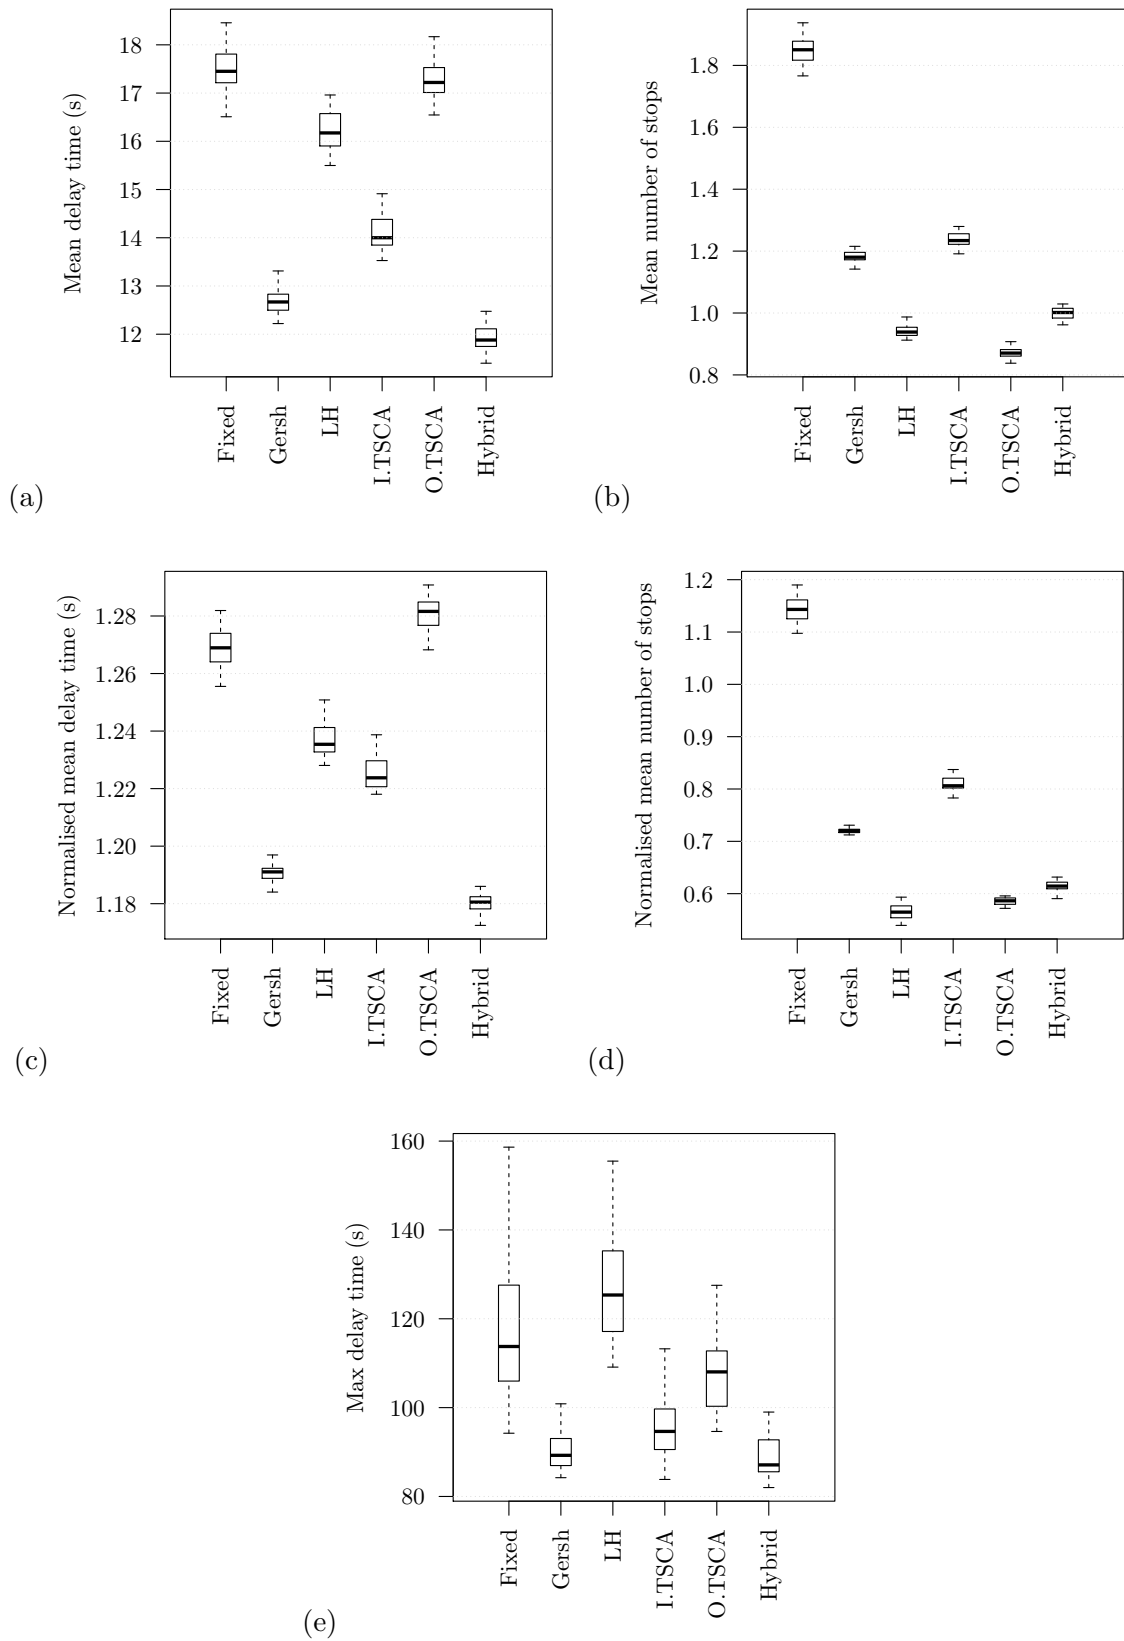 Mean delay time (s)
18
17
16
15
14
13
12
Fixed
Gersh
LH
I.TSCA
O.TSCA
Hybrid
(a)
Mean number of stops
1.8
1.6
1.4
1.2
1.0
0.8
Fixed
Gersh
LH
I.TSCA
O.TSCA
Hybrid
(b)
Normalised mean delay time (s)
1.28
1.26
1.24
1.22
1.20
1.18
Fixed
Gersh
LH
I.TSCA
O.TSCA
Hybrid
(c)
Normalised mean number of stops
1.2
1.1
1.0
0.9
0.8
0.7
0.6
Fixed
Gersh
LH
I.TSCA
O.TSCA
Hybrid
(d)
Max delay time (s)
160
140
120
100
80
Fixed
Gersh
LH
I.TSCA
O.TSCA
Hybrid
(e)